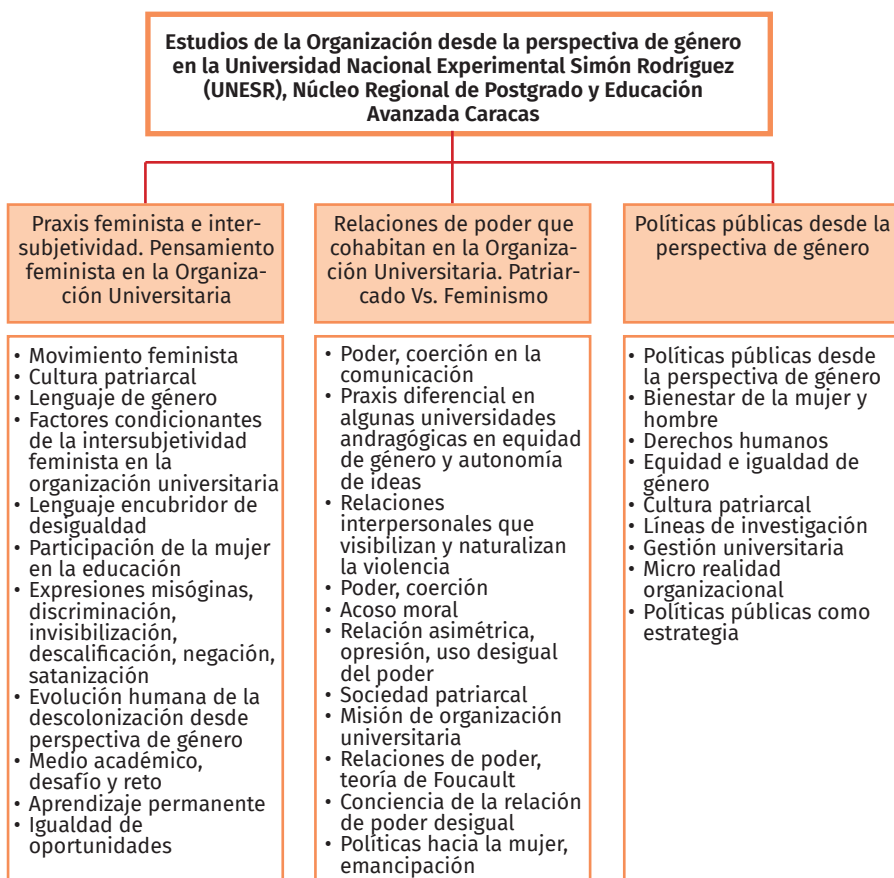 Estudios de la Organización desde la perspectiva de género
en la Universidad Nacional Experimental Simón Rodríguez
(UNESR), Núcleo Regional de Postgrado y Educación
Avanzada Caracas
Praxis feminista e inter-
subjetividad. Pensamiento
feminista en la Organiza-
ción Universitaria
• Movimiento feminista
• Cultura patriarcal
• Lenguaje de género
• Factores condicionantes
de la intersubjetividad
feminista en la
organización universitaria
• Lenguaje encubridor de
desigualdad
• Participación de la mujer
en la educación
• Expresiones misóginas,
discriminación,
invisibilización,
descalificación, negación,
satanización
• Evolución humana de la
descolonización desde
perspectiva de género
• Medio académico,
desafío y reto
• Aprendizaje permanente
• Igualdad de
oportunidades
Relaciones de poder que
cohabitan en la Organiza-
ción Universitaria. Patriar-
cado Vs. Feminismo
• Poder, coerción en la
comunicación
• Praxis diferencial en
algunas universidades
andragógicas en equidad
de género y autonomía
de ideas
• Relaciones
interpersonales que
visibilizan y naturalizan
la violencia
• Poder, coerción
• Acoso moral
• Relación asimétrica,
opresión, uso desigual
del poder
• Sociedad patriarcal
• Misión de organización
universitaria
• Relaciones de poder,
teoría de Foucault
• Conciencia de la relación
de poder desigual
• Políticas hacia la mujer,
emancipación
Políticas públicas desde la
perspectiva de género
• Políticas públicas desde
la perspectiva de género
• Bienestar de la mujer y
hombre
• Derechos humanos
• Equidad e igualdad de
género
• Cultura patriarcal
• Líneas de investigación
• Gestión universitaria
• Micro realidad
organizacional
• Políticas públicas como
estrategia